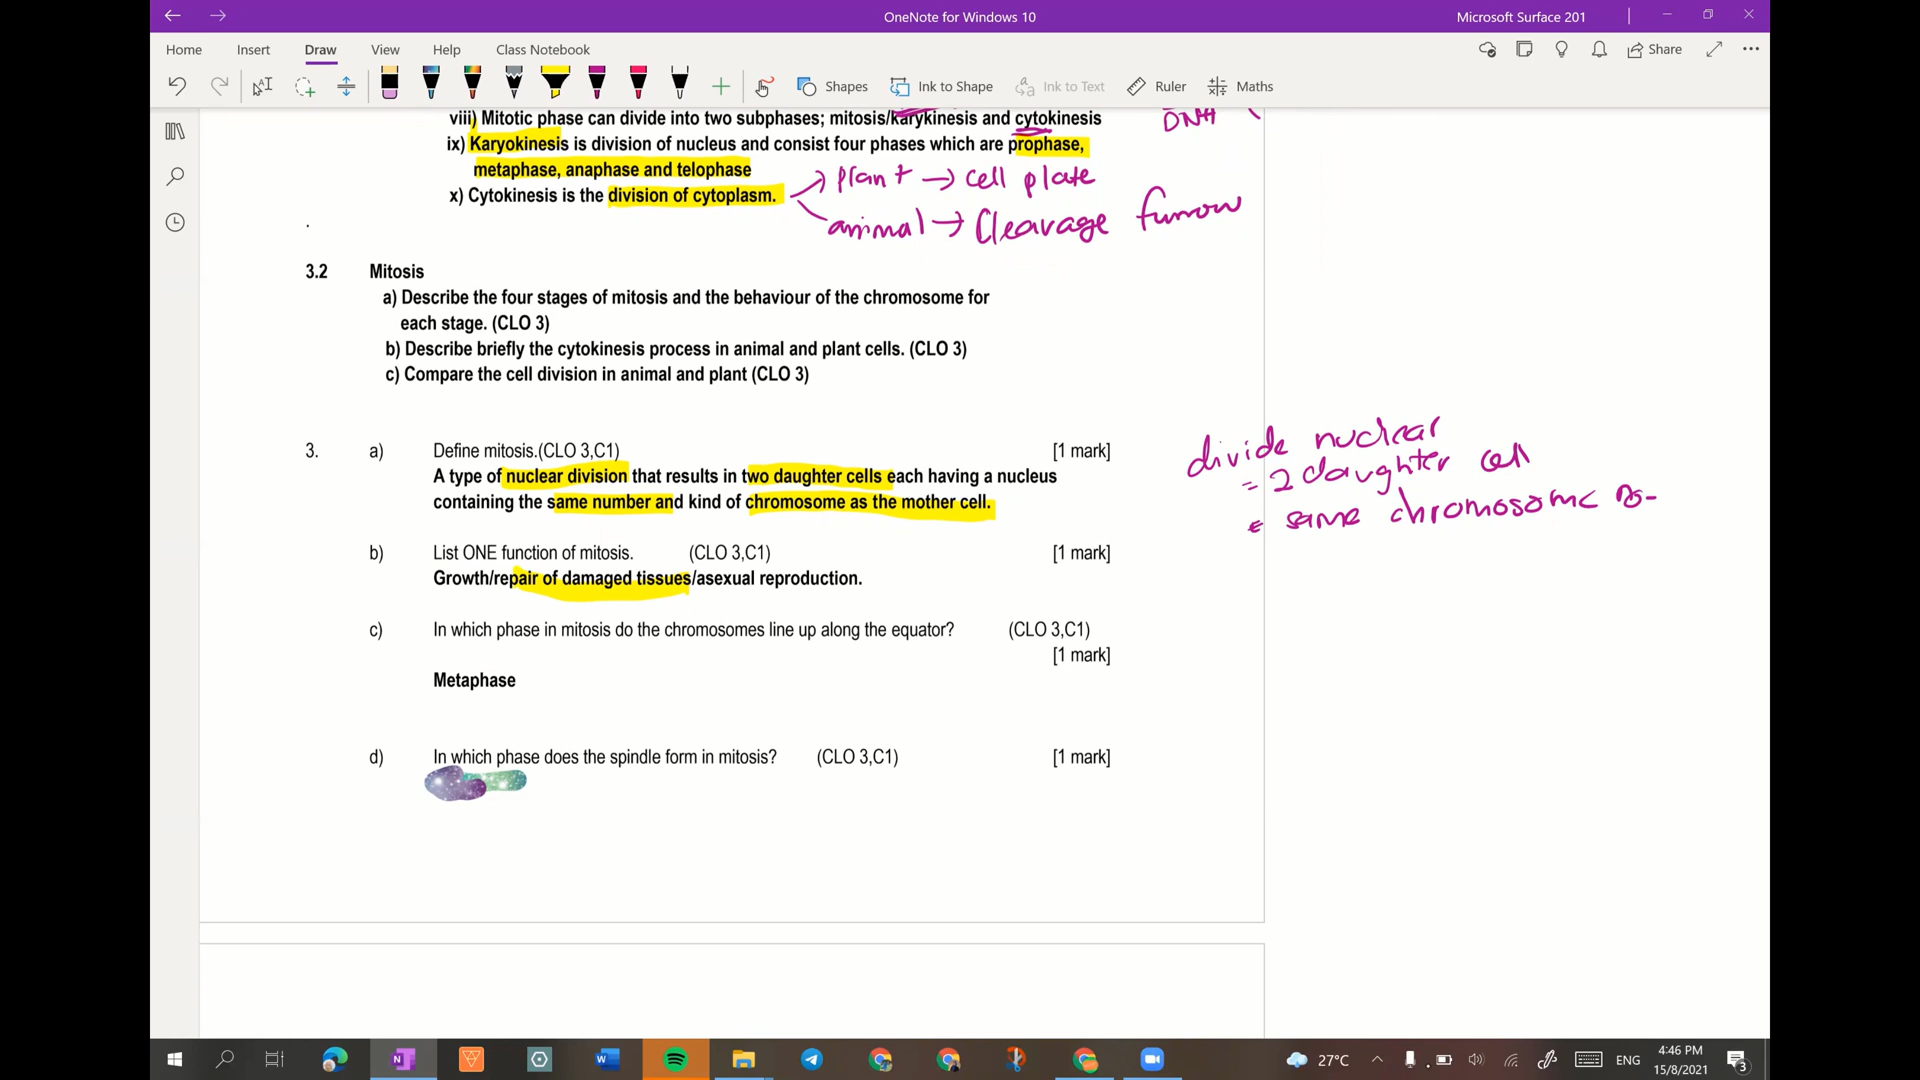 OneNote for Windows 10
Microsoft Surface 201
Home Insert Draw View Help Class Notebook
Share
Shapes Ink to Shape Ink to Text Ruler Maths
viii) Mitotic phase can divide into two subphases; mitosis/karykinesis and cytokinesis
DNA
ix) Karyokinesis is division of nucleus and consist four phases which are prophase,
metaphase, anaphase and telophase
plant → cell plate
x) Cytokinesis is the division of cytoplasm.
animal → Cleavage furrow
.
3.2 Mitosis
a) Describe the four stages of mitosis and the behaviour of the chromosome for
each stage. (CLO 3)
b) Describe briefly the cytokinesis process in animal and plant cells. (CLO 3)
c) Compare the cell division in animal and plant (CLO 3)
3. a) Define mitosis.(CLO 3,C1) [1 mark]
A type of nuclear division that results in two daughter cells each having a nucleus
containing the same number and kind of chromosome as the mother cell.
divide nuclear
= 2 daughter cell
same chromosome
b) List ONE function of mitosis. (CLO 3,C1) [1 mark]
Growth/repair of damaged tissues/asexual reproduction.
c) In which phase in mitosis do the chromosomes line up along the equator? (CLO 3,C1)
[1 mark]
Metaphase
d) In which phase does the spindle form in mitosis? (CLO 3,C1) [1 mark]
27°C
ENG
4:46 PM
15/8/2021
3